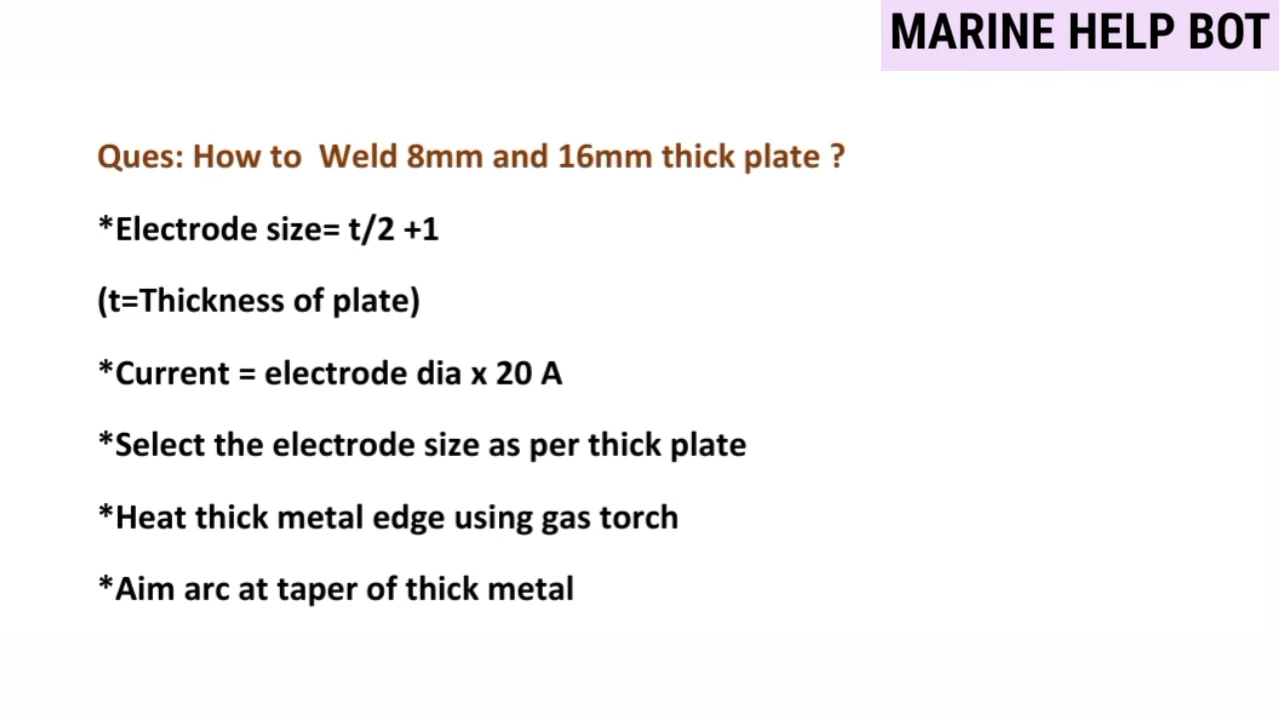 MARINE HELP BOT
Ques: How to Weld 8mm and 16mm thick plate ?
*Electrode size= t/2 +1
(t=Thickness of plate)
*Current = electrode dia x 20 A
*Select the electrode size as per thick plate
*Heat thick metal edge using gas torch
*Aim arc at taper of thick metal